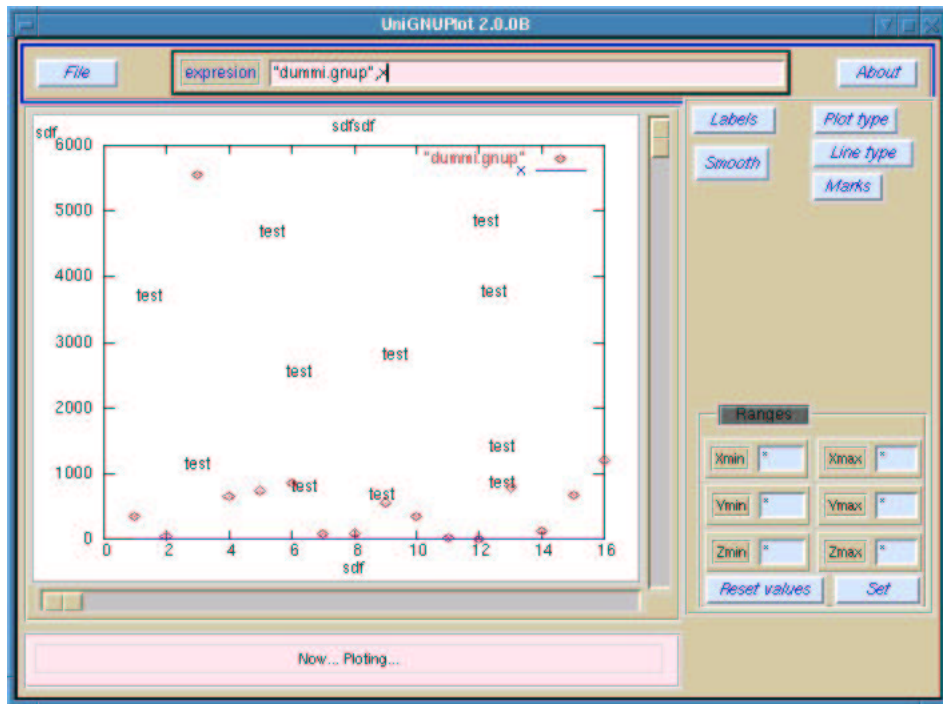 UniGNUPlot 2.0.0B
File
expresion
"dummi.gnup",x
About
Labels
Plot type
Smooth
Line type
Marks
sdf
sdfsdf
"dummi.gnup"
x
6000
5000
4000
3000
2000
1000
0
test
test
test
test
test
test
test
test
test
test
test
0 2 4 6 8 10 12 14 16
sdf
Ranges
Xmin *
Xmax *
Ymin *
Ymax *
Zmin *
Zmax *
Reset values
Set
Now... Ploting...